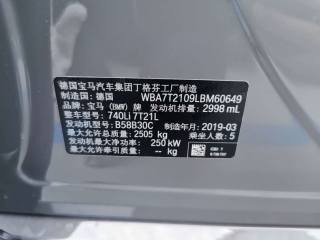 德国宝马汽车集团丁格芬工厂制造
制造国: 德国 WBA7T2109LBM60649
品牌: 宝马 (BMW) 牌 发动机排量: 2998 mL
整车型号: 740Li 7T21L
发动机型号: B58B30C 制造年月: 2019-03
最大允许总质量: 2505 kg 乘坐人数: 5
发动机最大净功率: 250 kW
最大允许牵引质量: -- kg